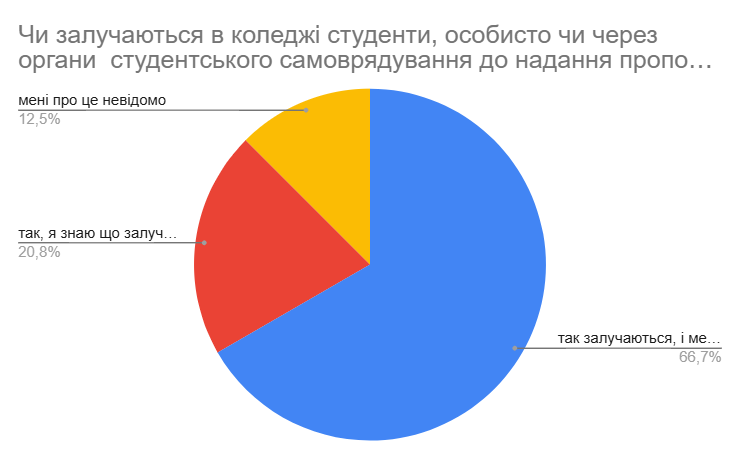 Чи залучаються в коледжі студенти, особисто чи через
органи  студентського самоврядування до надання пропо…
мені про це невідомо
12,5%
так, я знаю що залуч…
20,8%
так залучаються, і ме…
66,7%